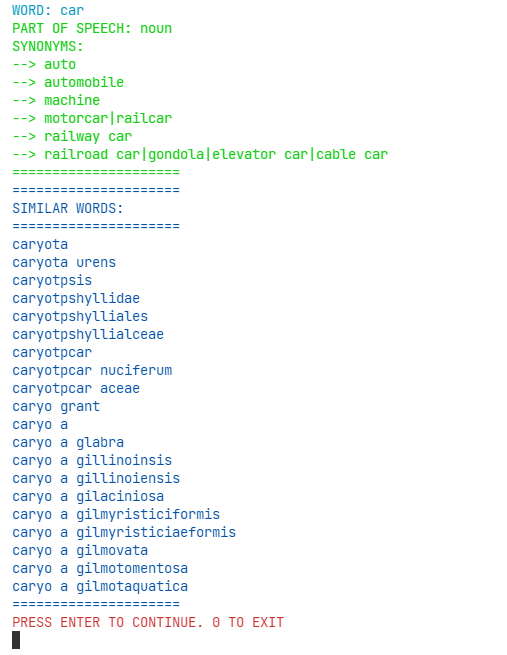 WORD: car
PART OF SPEECH: noun
SYNONYMS:
--> auto
--> automobile
--> machine
--> motorcar|railcar
--> railway car
--> railroad car|gondola|elevator car|cable car
=====================
=====================
SIMILAR WORDS:
=====================
caryota
caryota urens
caryotpsis
caryotpshyllidae
caryotpshylliales
caryotpshyllialceae
caryotpcar
caryotpcar nuciferum
caryotpcar aceae
caryo grant
caryo a
caryo a glabra
caryo a gillinoinsis
caryo a gillinoiensis
caryo a gilaciniosa
caryo a gilmyristiciformis
caryo a gilmyristiciaeformis
caryo a gilmovata
caryo a gilmotomentosa
caryo a gilmotaquatica
=====================
PRESS ENTER TO CONTINUE. 0 TO EXIT